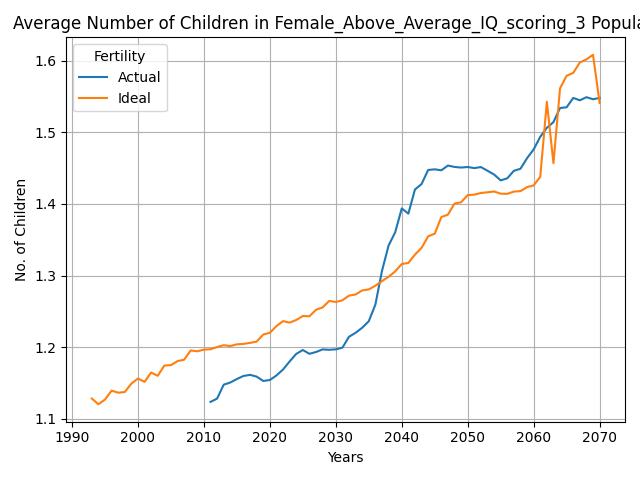 Average Number of Children in Female_Above_Average_IQ_scoring_3 Popula
Fertility
Actual
Ideal
No. of Children
1.6
1.5
1.4
1.3
1.2
1.1
1990 2000 2010 2020 2030 2040 2050 2060 2070
Years